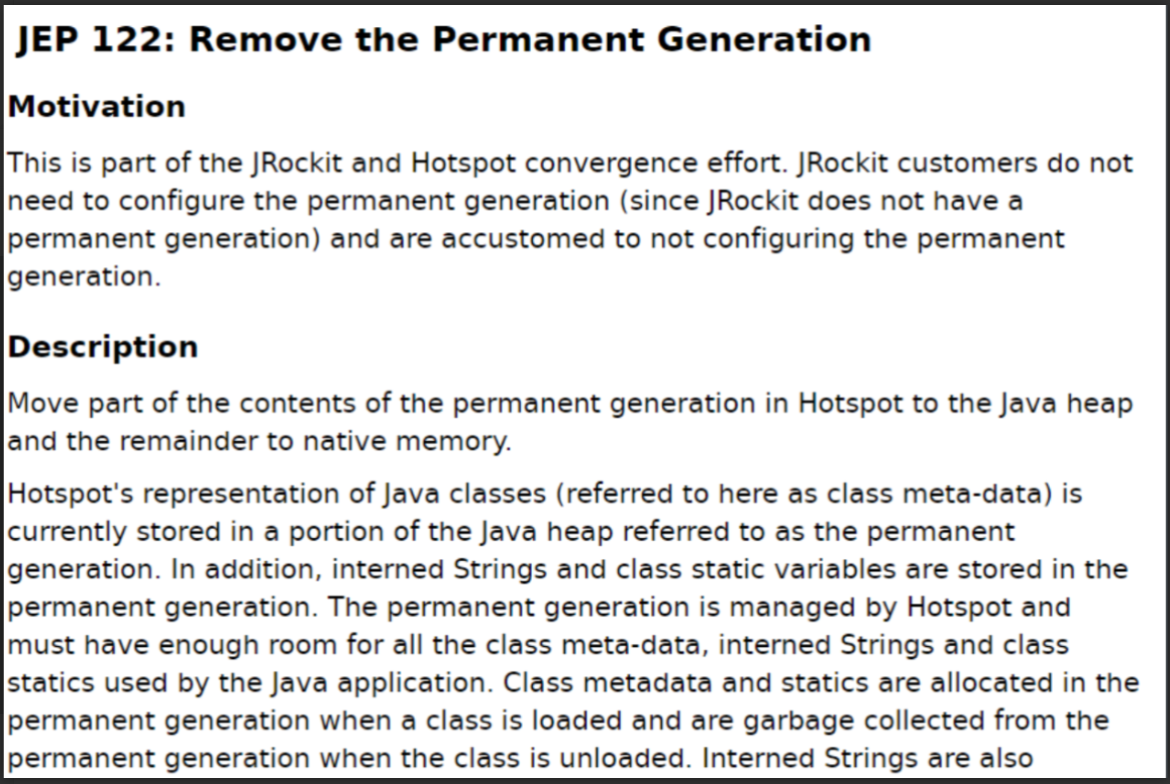 JEP 122: Remove the Permanent Generation
Motivation
This is part of the JRockit and Hotspot convergence effort. JRockit customers do not
need to configure the permanent generation (since JRockit does not have a
permanent generation) and are accustomed to not configuring the permanent
generation.
Description
Move part of the contents of the permanent generation in Hotspot to the Java heap
and the remainder to native memory.
Hotspot's representation of Java classes (referred to here as class meta-data) is
currently stored in a portion of the Java heap referred to as the permanent
generation. In addition, interned Strings and class static variables are stored in the
permanent generation. The permanent generation is managed by Hotspot and
must have enough room for all the class meta-data, interned Strings and class
statics used by the Java application. Class metadata and statics are allocated in the
permanent generation when a class is loaded and are garbage collected from the
permanent generation when the class is unloaded. Interned Strings are also